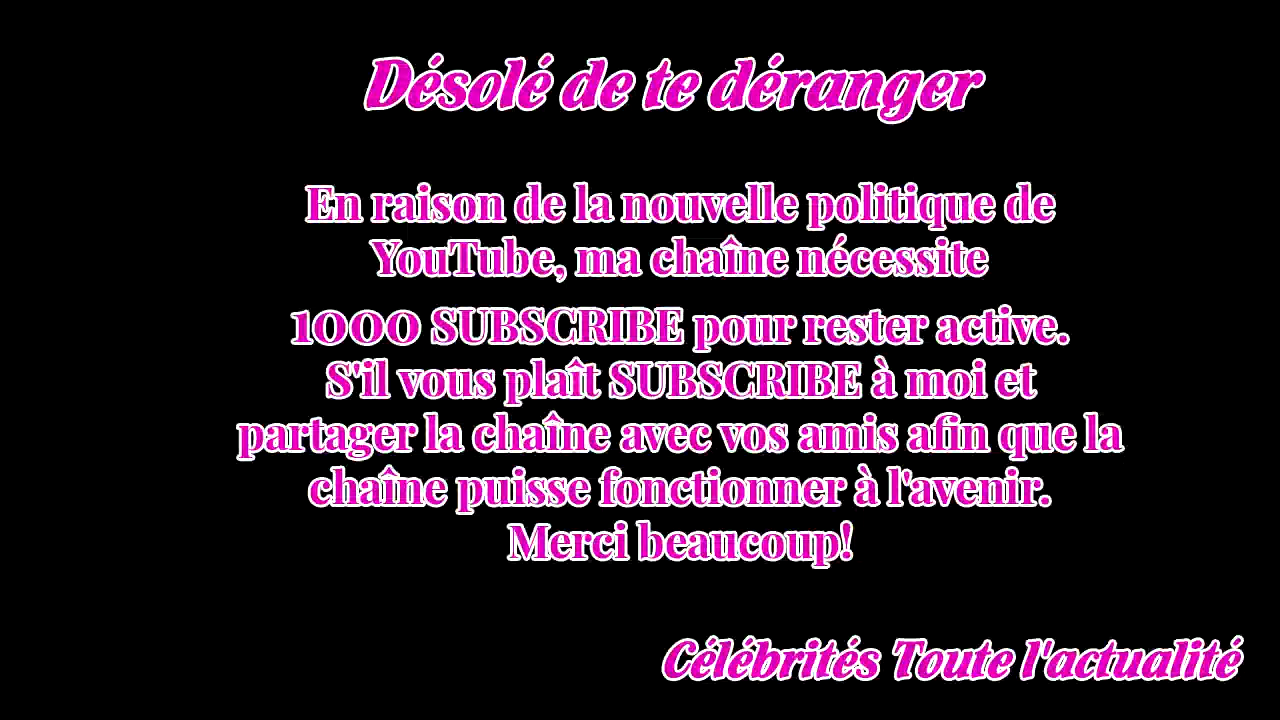 Désolé de te déranger
En raison de la nouvelle politique de
YouTube, ma chaîne nécessite
1000 SUBSCRIBE pour rester active.
S'il vous plaît SUBSCRIBE à moi et
partager la chaîne avec vos amis afin que la
chaîne puisse fonctionner à l'avenir.
Merci beaucoup!
Célébrités Toute l'actualité